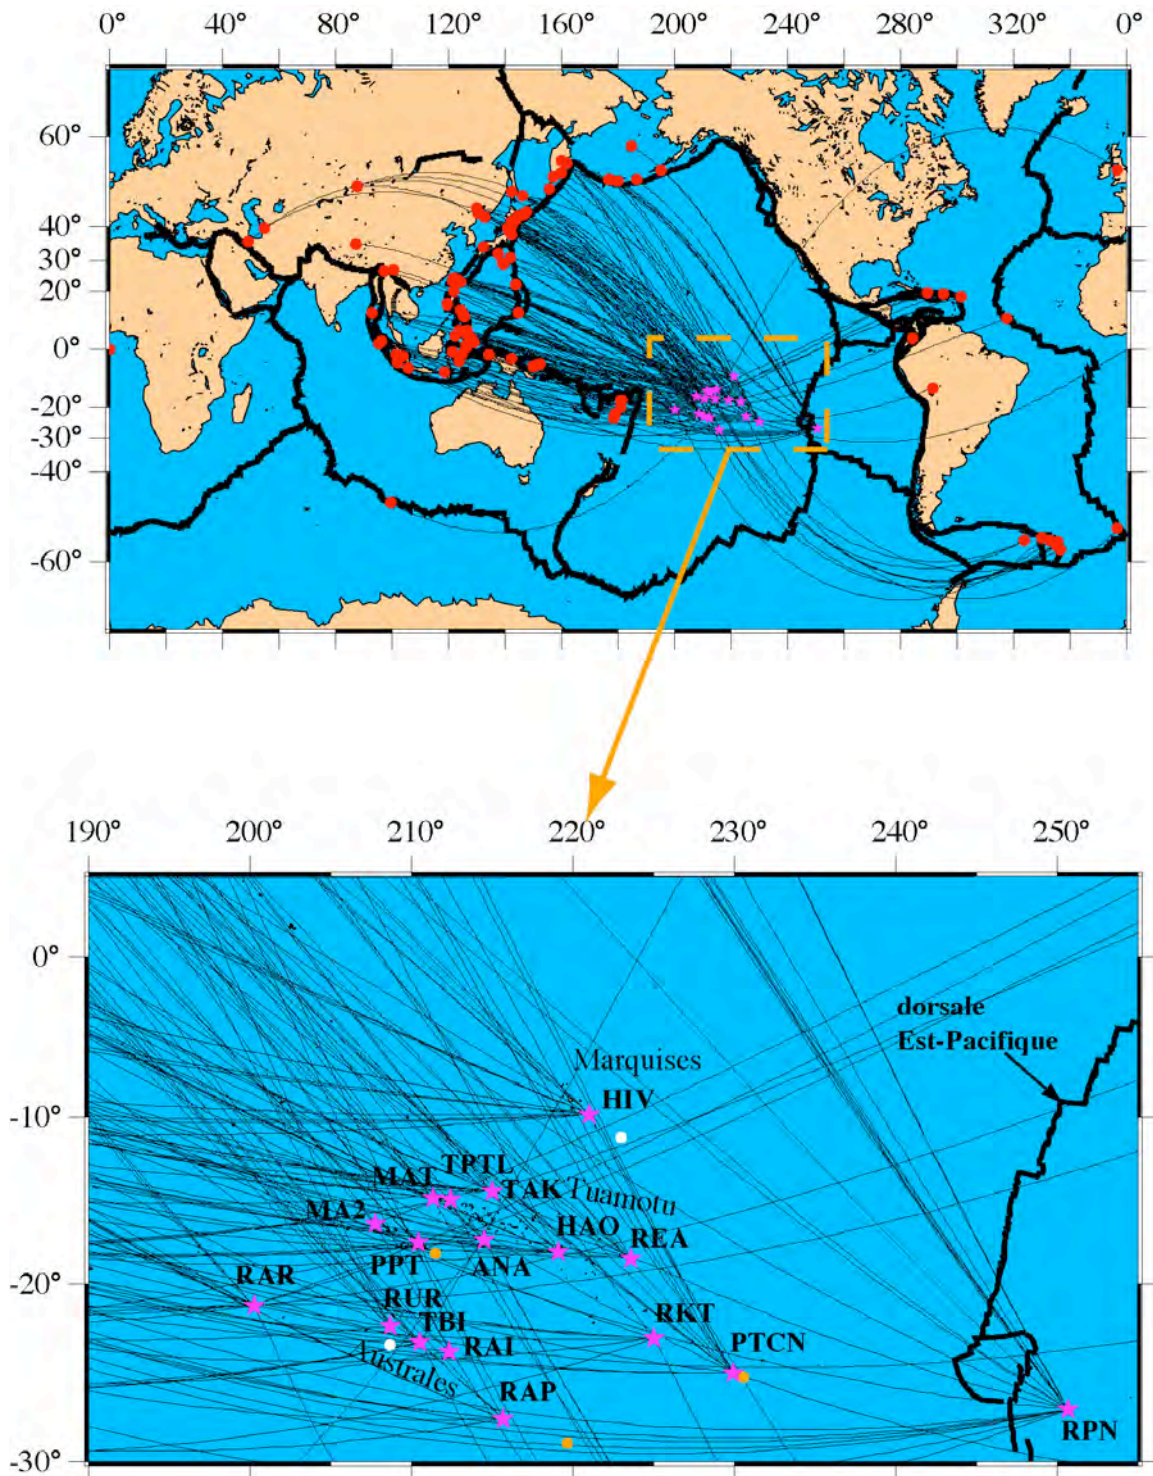 0° 40° 80° 120° 160° 200° 240° 280° 320° 0°
60°
40°
30°
20°
0°
-20°
-30°
-40°
-60°
190° 200° 210° 220° 230° 240° 250°
0°
dorsale
Est-Pacifique
Marquises
HIV
-10°
TPTL
MAT
TAK
Tuamotu
MA2
HAO
REA
PPT
ANA
-20°
RAR
RUR
TBI
RKT
RAI
PTCN
Australes
RAP
RPN
-30°